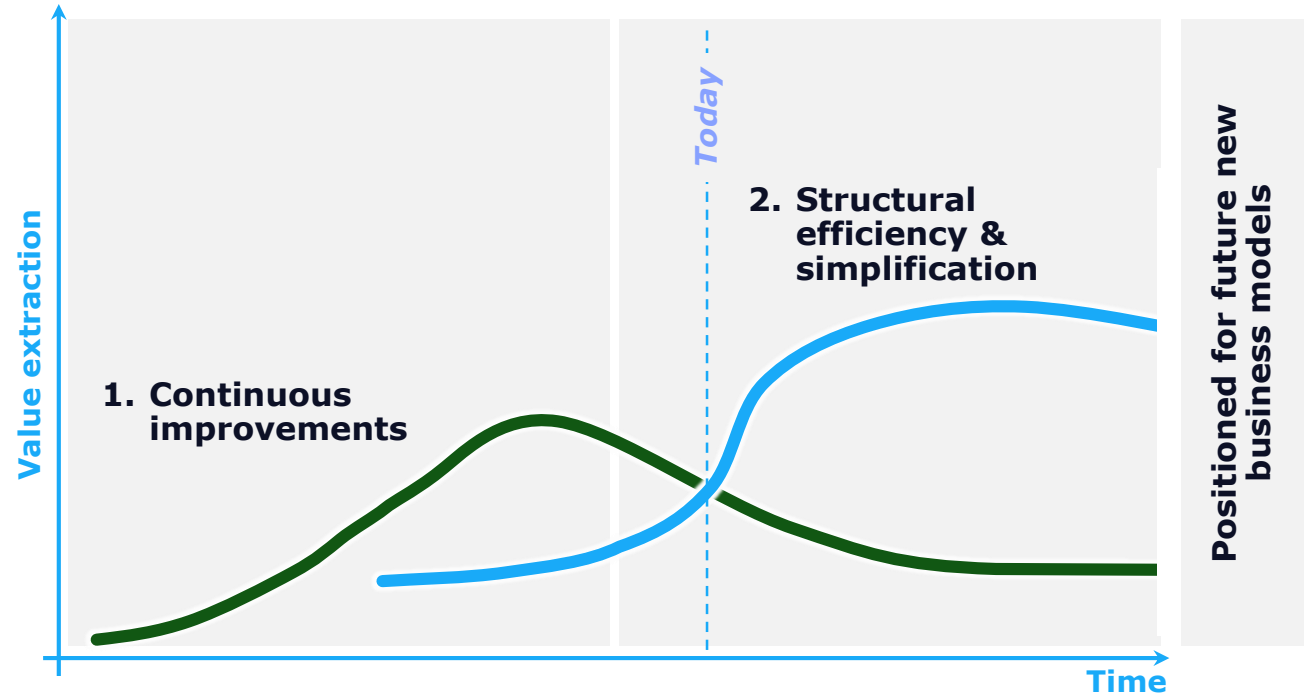 Value extraction
1. Continuous
improvements
Today
2. Structural
efficiency &
simplification
Positioned for future new
business models
Time